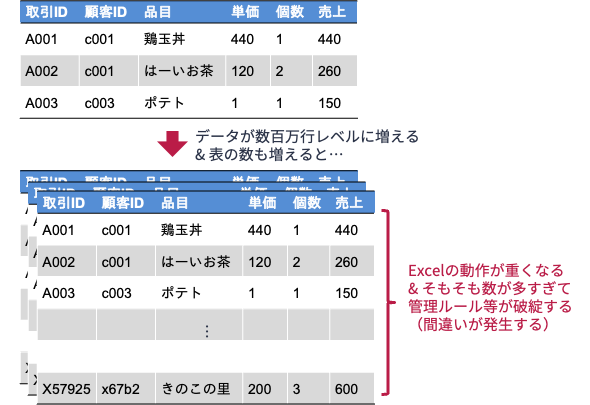 取引ID 顧客ID 品目 単価 個数 売上
A001 c001 鶏玉丼 440 1 440
A002 c001 はーいお茶 120 2 260
A003 c003 ポテト 1 1 150
データが数百万行レベルに増える
& 表の数も増えると…
取引ID 顧客ID 品目 単価 個数 売上
A001 c001 鶏玉丼 440 1 440
A002 c001 はーいお茶 120 2 260
A003 c003 ポテト 1 1 150
⋮
X57925 x67b2 きのこの里 200 3 600
Excelの動作が重くなる
& そもそも数が多すぎて
管理ルール等が破綻する
（間違いが発生する）